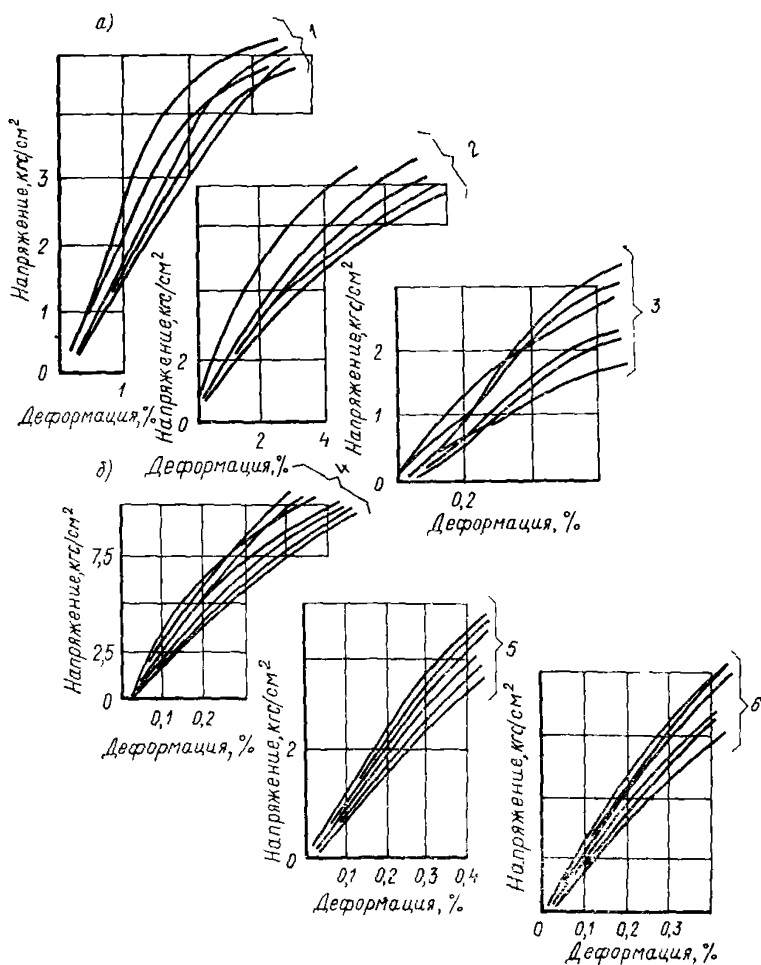 а)
1
Напряжение, кгс/см²
3
2
1
0
1
Деформация, %
2
Напряжение, кгс/см²
2
0
2 4
Деформация, %
3
Напряжение, кгс/см²
2
1
0
0,2
Деформация, %
б)
4
Напряжение, кгс/см²
7,5
2,5
0
0,1 0,2
Деформация, %
5
Напряжение, кгс/см²
2
0
0,1 0,2 0,3 0,4
Деформация, %
6
Напряжение, кгс/см²
0 0,1 0,2 0,3
Деформация, %